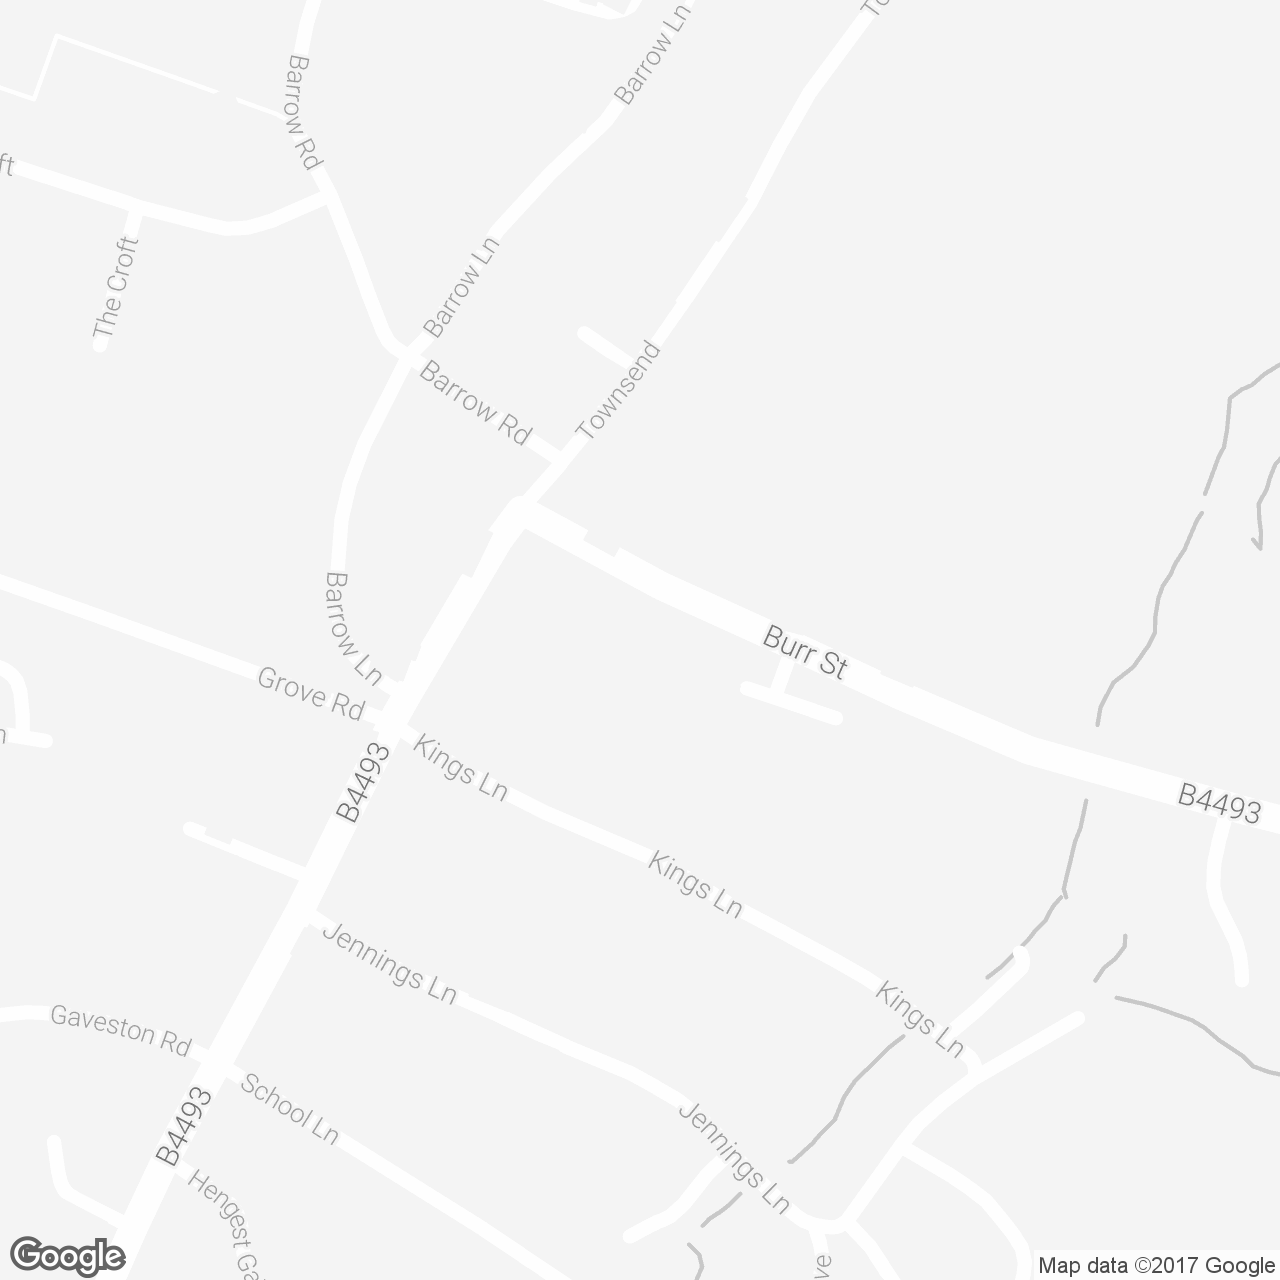 Barrow Ln
Barrow Rd
The Croft
Barrow Ln
Townsend
Barrow Rd
Barrow Ln
Grove Rd
Burr St
B4493
Kings Ln
B4493
Kings Ln
Jennings Ln
Kings Ln
Gaveston Rd
School Ln
B4493
Jennings Ln
Hengest Ga
Google
Map data ©2017 Google